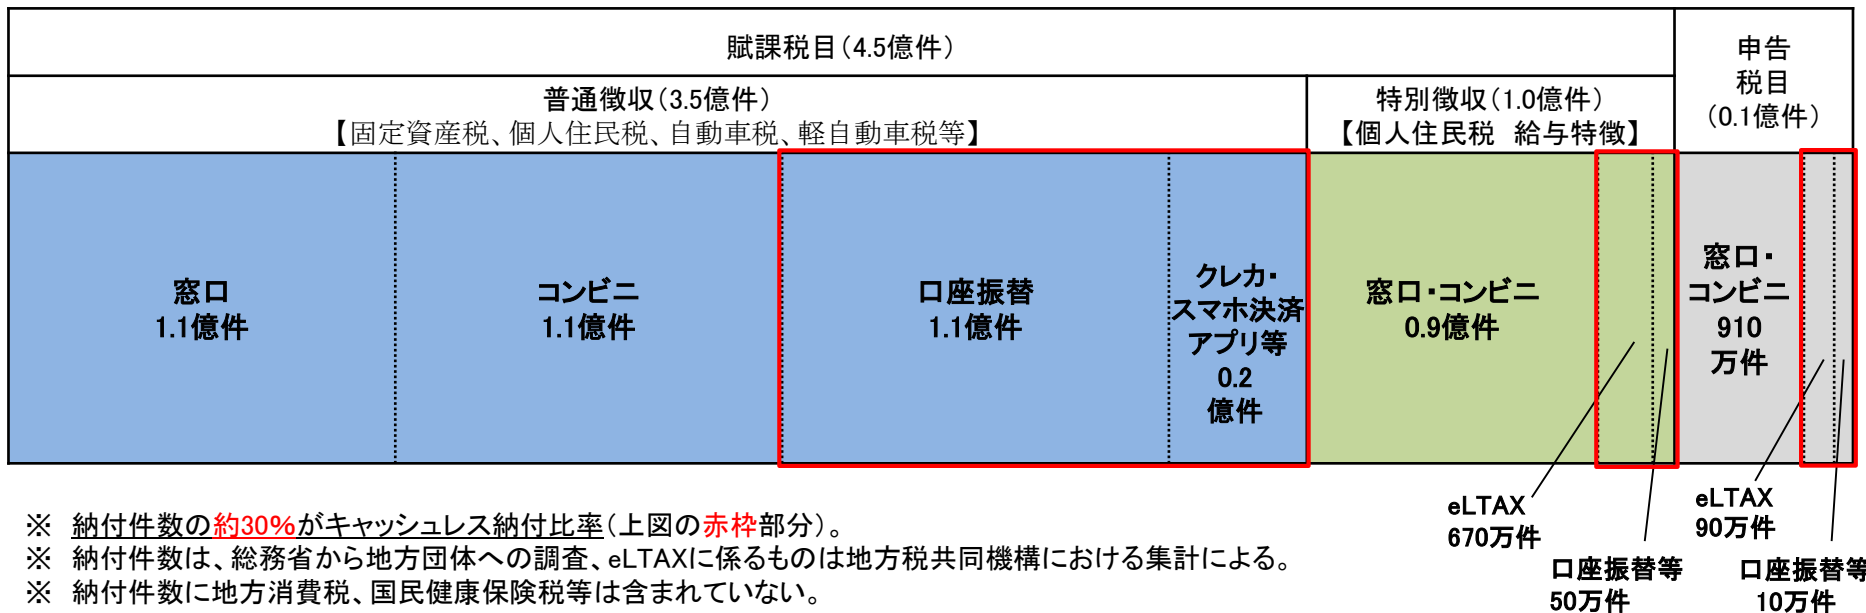 賦課税目（4.5億件）
申告
税目
（0.1億件）
普通徴収（3.5億件）
【固定資産税、個人住民税、自動車税、軽自動車税等】
特別徴収（1.0億件）
【個人住民税　給与特徴】
窓口
1.1億件
コンビニ
1.1億件
口座振替
1.1億件
クレカ・
スマホ決済
アプリ等
0.2
億件
窓口・コンビニ
0.9億件
窓口・
コンビニ
910
万件
eLTAX
670万件
口座振替等
50万件
eLTAX
90万件
口座振替等
10万件
※　納付件数の約30％がキャッシュレス納付比率（上図の赤枠部分）。
※　納付件数は、総務省から地方団体への調査、eLTAXに係るものは地方税共同機構における集計による。
※　納付件数に地方消費税、国民健康保険税等は含まれていない。